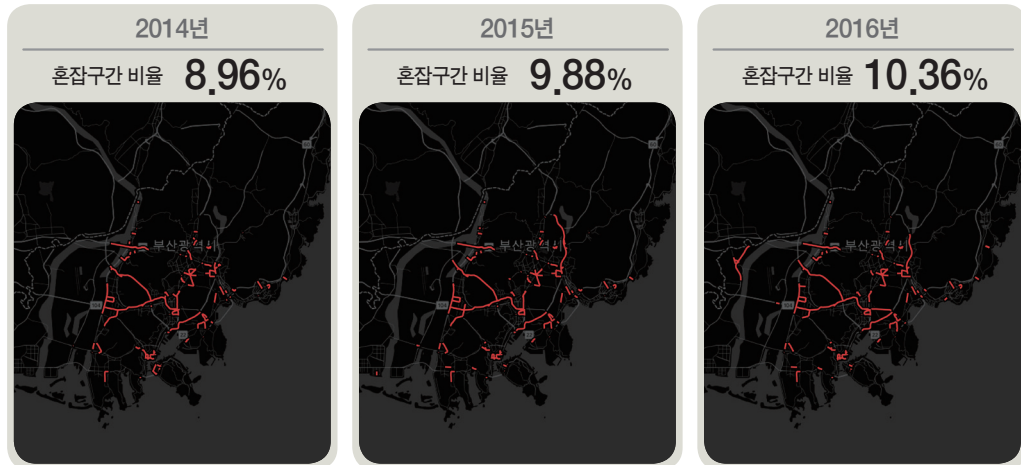 2014년
혼잡구간 비율 8.96%
부산광역시
2015년
혼잡구간 비율 9.88%
부산광역시
2016년
혼잡구간 비율 10.36%
부산광역시